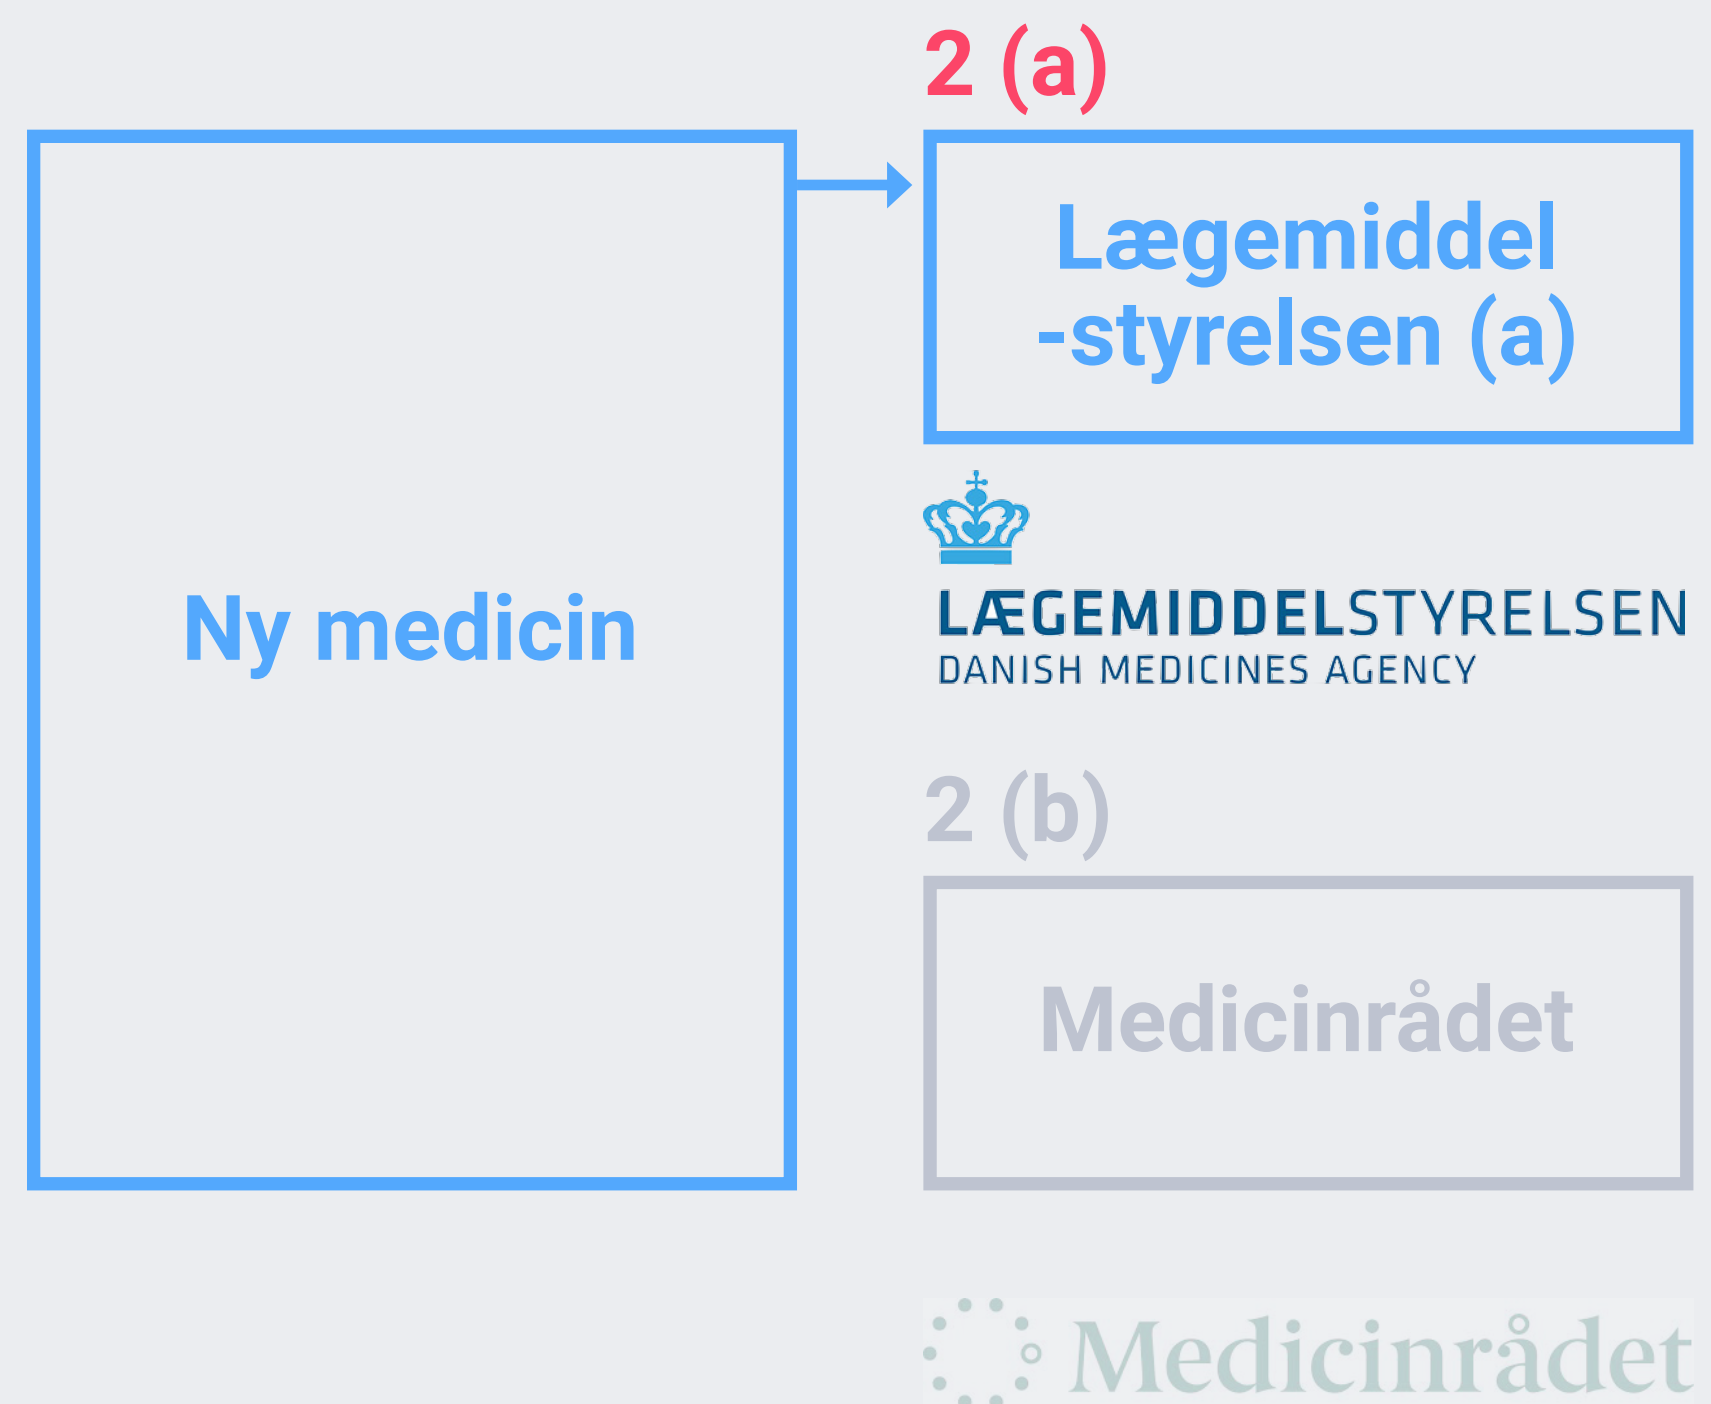 2 (a)
Ny medicin
Lægemiddel
-styrelsen (a)
LÆGEMIDDELSTYRELSEN
DANISH MEDICINES AGENCY
2 (b)
Medicinrådet
Medicinrådet